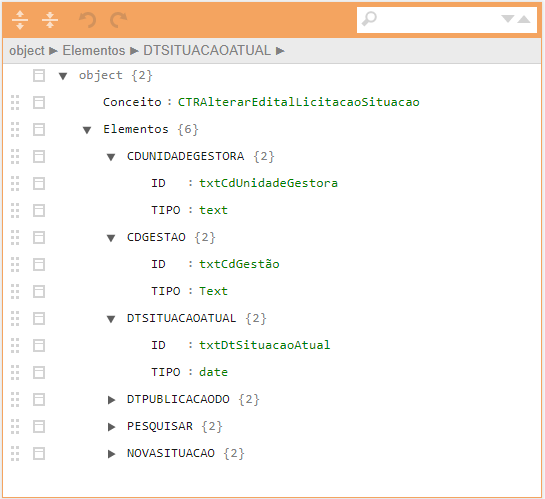 object ▶ Elementos ▶ DTSITUACAOATUAL ▶
object {2}
Conceito : CTRAlterarEditalLicitacaoSituacao
Elementos {6}
CDUNIDADEGESTORA {2}
ID : txtCdUnidadeGestora
TIPO : text
CDGESTAO {2}
ID : txtCdGestão
TIPO : Text
DTSITUACAOATUAL {2}
ID : txtDtSituacaoAtual
TIPO : date
DTPUBLICACAODO {2}
PESQUISAR {2}
NOVASITUACAO {2}